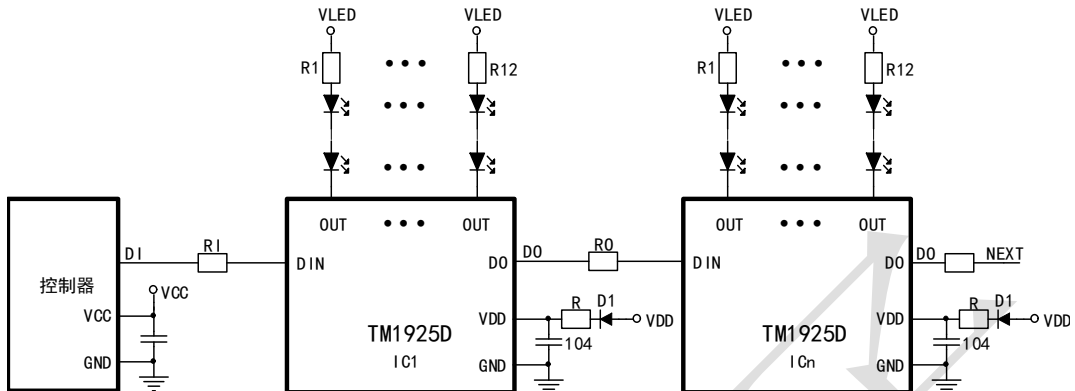 VLED VLED VLED VLED
R1 R12 R1 R12
OUT OUT OUT OUT
DI RI DIN DO DO RO DIN DO DO NEXT
控制器 VCC
VCC VDD R D1 VDD VDD R D1 VDD
TM1925D 104 TM1925D 104
GND IC1 GND ICn GND